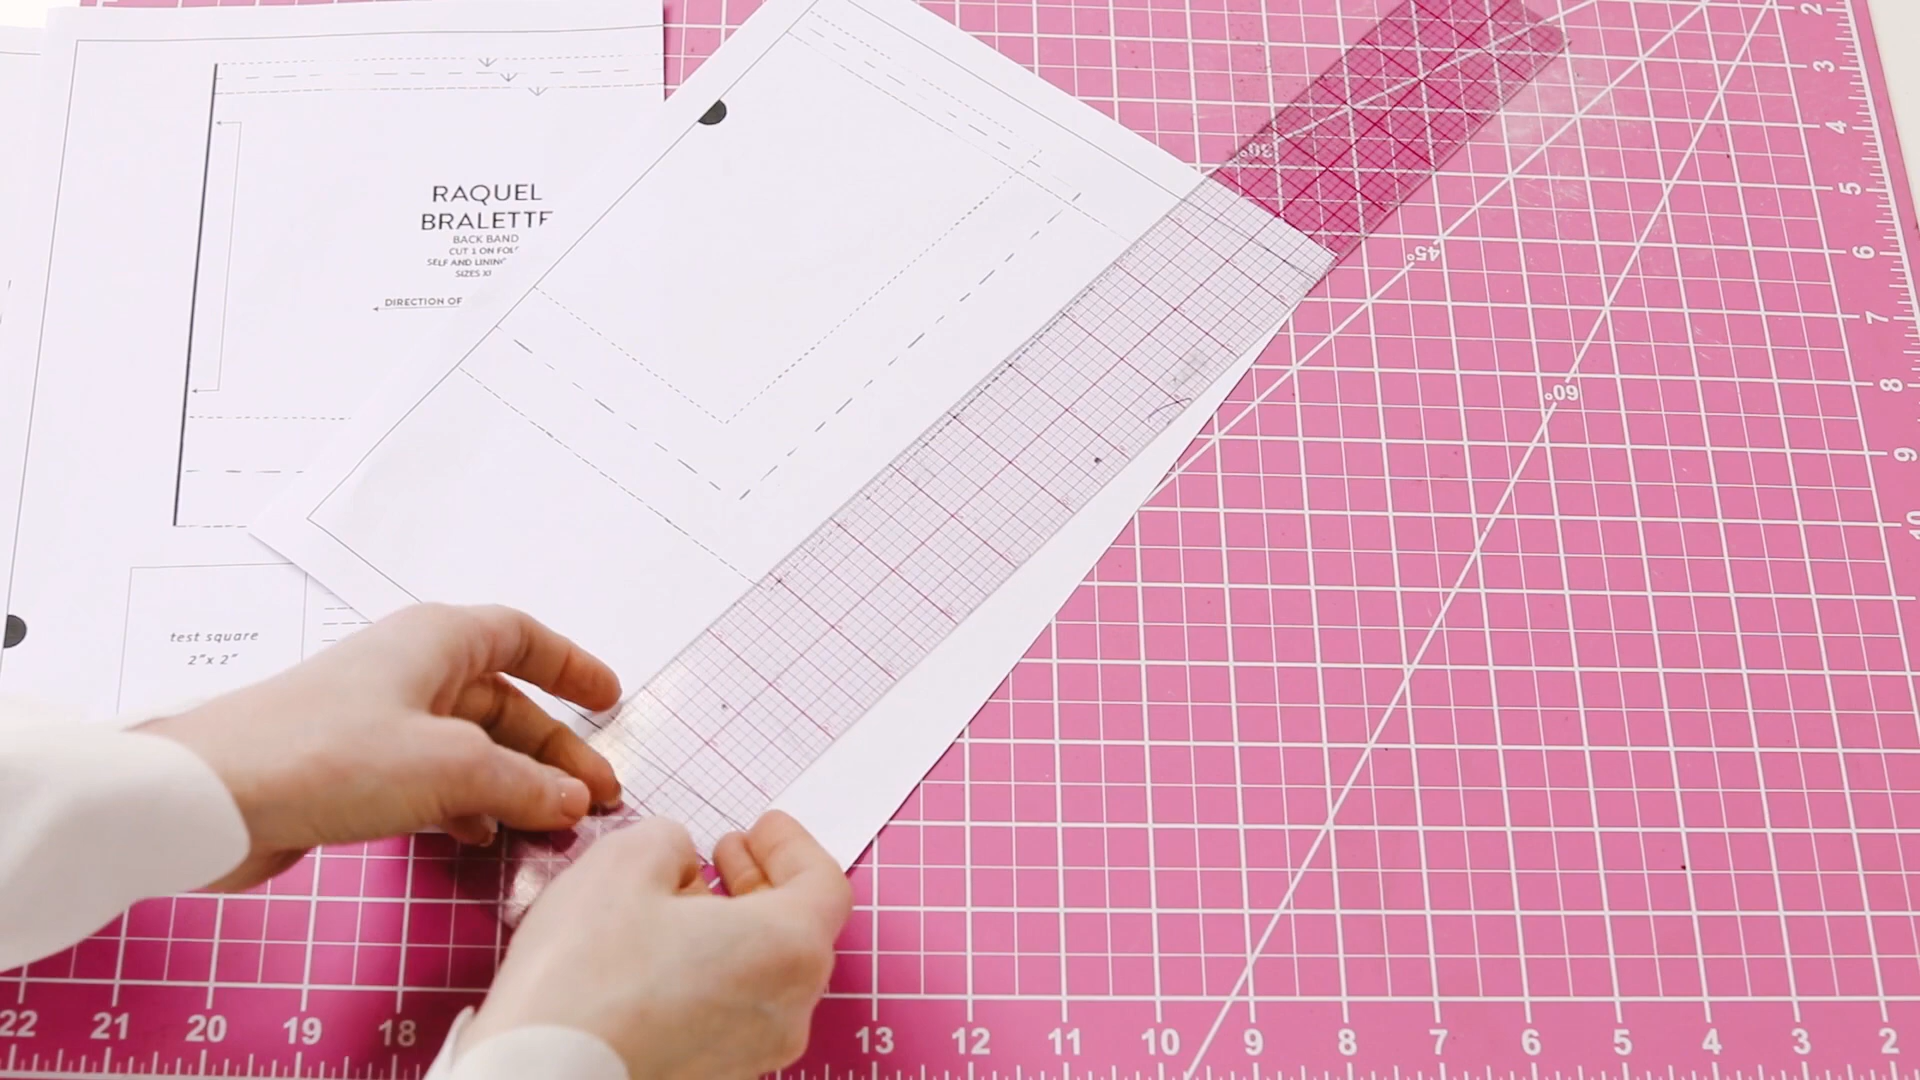 RAQUEL
BRALETTE
BACK BAND
CUT 1 ON FOL
SELF AND LINING
SIZES
DIRECTION OF
test square
2"x 2"
30°
45°
60°
2
3
4
5
6
7
8
9
10
22 21 20 19 18 13 12 11 10 9 8 7 6 5 4 3 2